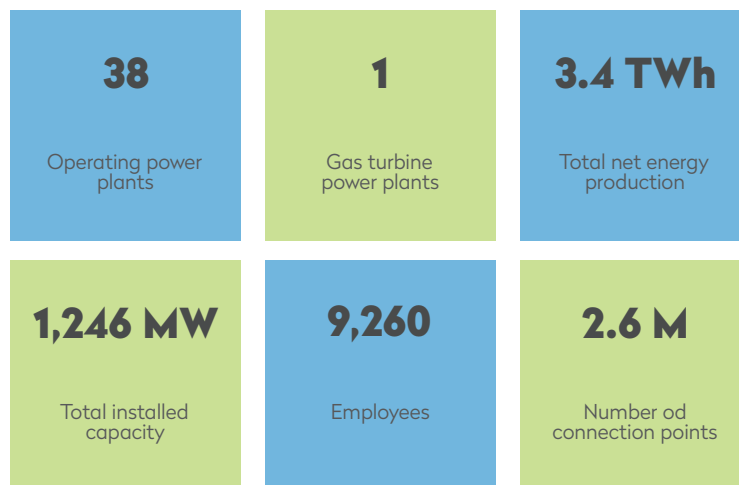 38
Operating power
plants
1
Gas turbine
power plants
3.4 TWh
Total net energy
production
1,246 MW
Total installed
capacity
9,260
Employees
2.6 M
Number od
connection points